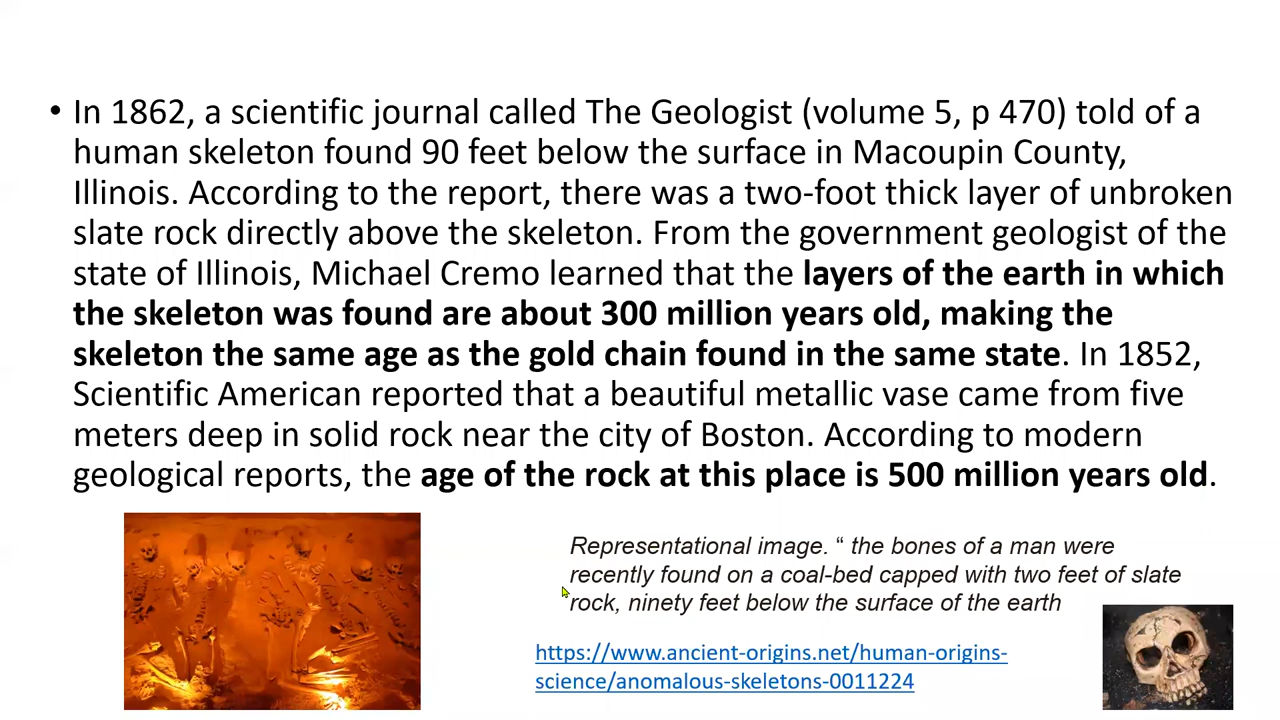 • In 1862, a scientific journal called The Geologist (volume 5, p 470) told of a
human skeleton found 90 feet below the surface in Macoupin County,
Illinois. According to the report, there was a two-foot thick layer of unbroken
slate rock directly above the skeleton. From the government geologist of the
state of Illinois, Michael Cremo learned that the layers of the earth in which
the skeleton was found are about 300 million years old, making the
skeleton the same age as the gold chain found in the same state. In 1852,
Scientific American reported that a beautiful metallic vase came from five
meters deep in solid rock near the city of Boston. According to modern
geological reports, the age of the rock at this place is 500 million years old.
Representational image. “ the bones of a man were
recently found on a coal-bed capped with two feet of slate
rock, ninety feet below the surface of the earth
https://www.ancient-origins.net/human-origins-
science/anomalous-skeletons-0011224